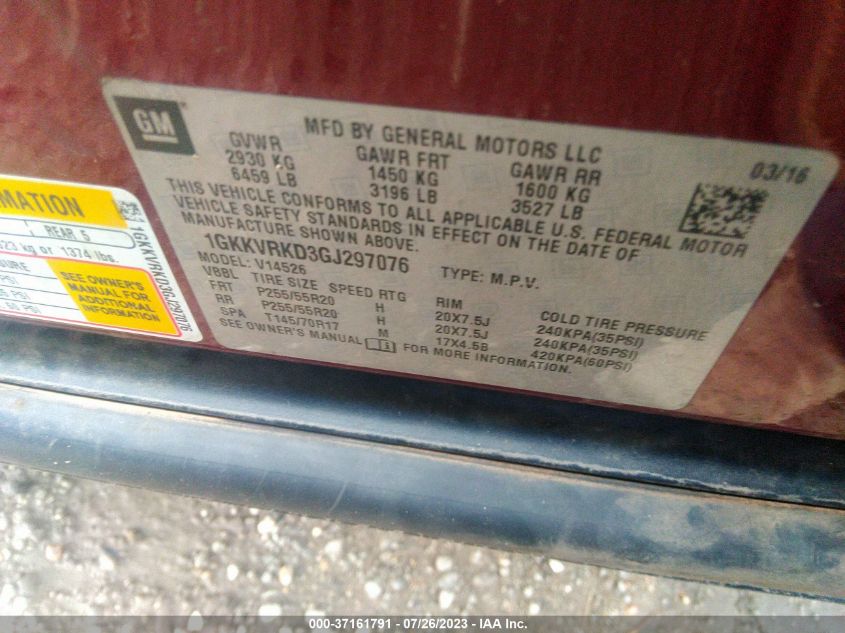 GM
MFD BY GENERAL MOTORS LLC
03/16
GVWR GAWR FRT GAWR RR
2930 KG 1450 KG 1600 KG
6459 LB 3196 LB 3527 LB
THIS VEHICLE CONFORMS TO ALL APPLICABLE U.S. FEDERAL MOTOR
VEHICLE SAFETY STANDARDS IN EFFECT ON THE DATE OF
MANUFACTURE SHOWN ABOVE.
1GKKVRKD3GJ297076 TYPE: M.P.V.
MODEL: V14526
VBBL TIRE SIZE SPEED RTG RIM COLD TIRE PRESSURE
FRT P255/55R20 H 20X7.5J 240KPA(35PSI)
RR P255/55R20 H 20X7.5J 240KPA(35PSI)
SPA T145/70R17 M 17X4.5B 420KPA(60PSI)
SEE OWNER'S MANUAL FOR MORE INFORMATION.
REAR 5
1374 lbs.
SEE OWNER'S
MANUAL FOR
ADDITIONAL
INFORMATION
1GKKVRKD3GJ297076
000-37161791 - 07/26/2023 - IAA Inc.